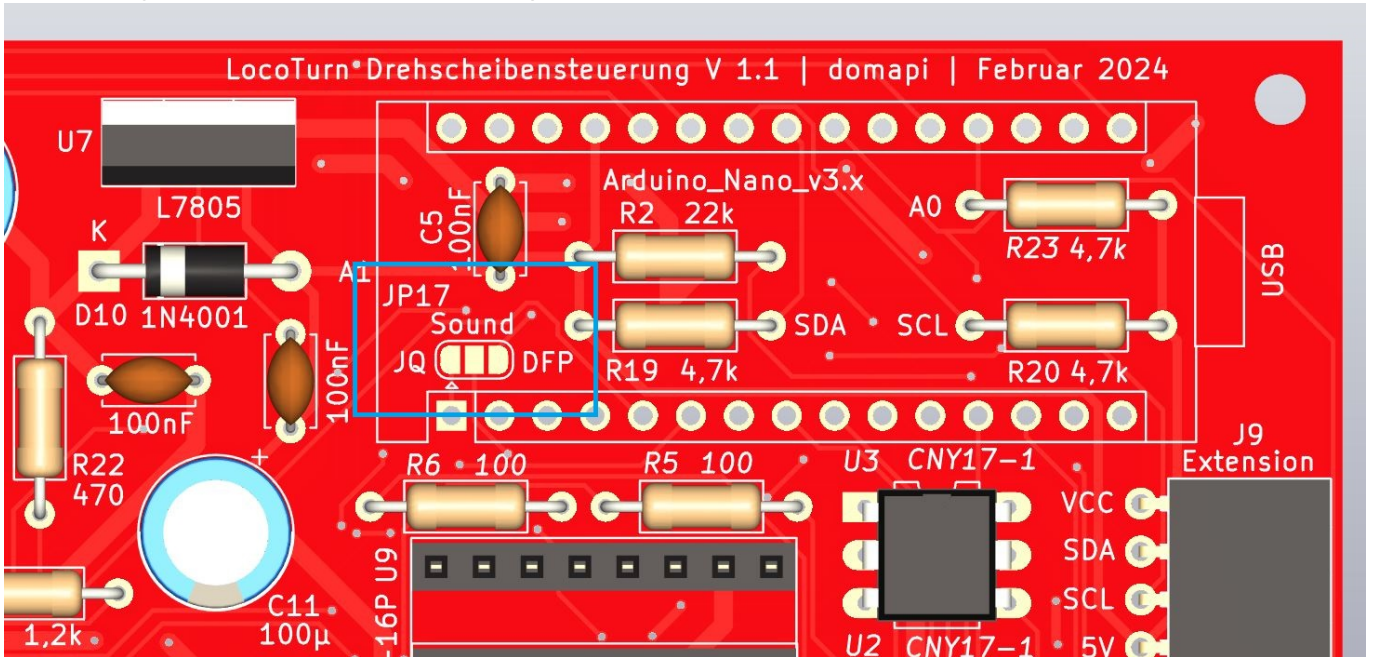 LocoTurn Drehscheibensteuerung V 1.1 | domapi | Februar 2024
U7
L7805
K
D10 1N4001
100nF
100nF
R22
470
1,2k
C11
100µ
+
C5
100nF
Arduino_Nano_v3.x
R2 22k
A0
R23 4,7k
USB
A1
JP17
Sound
JQ
DFP
R19 4,7k
SDA
SCL
R20 4,7k
R6 100
R5 100
U3 CNY17-1
-16P U9
U2 CNY17-1
J9
Extension
VCC
SDA
SCL
5V